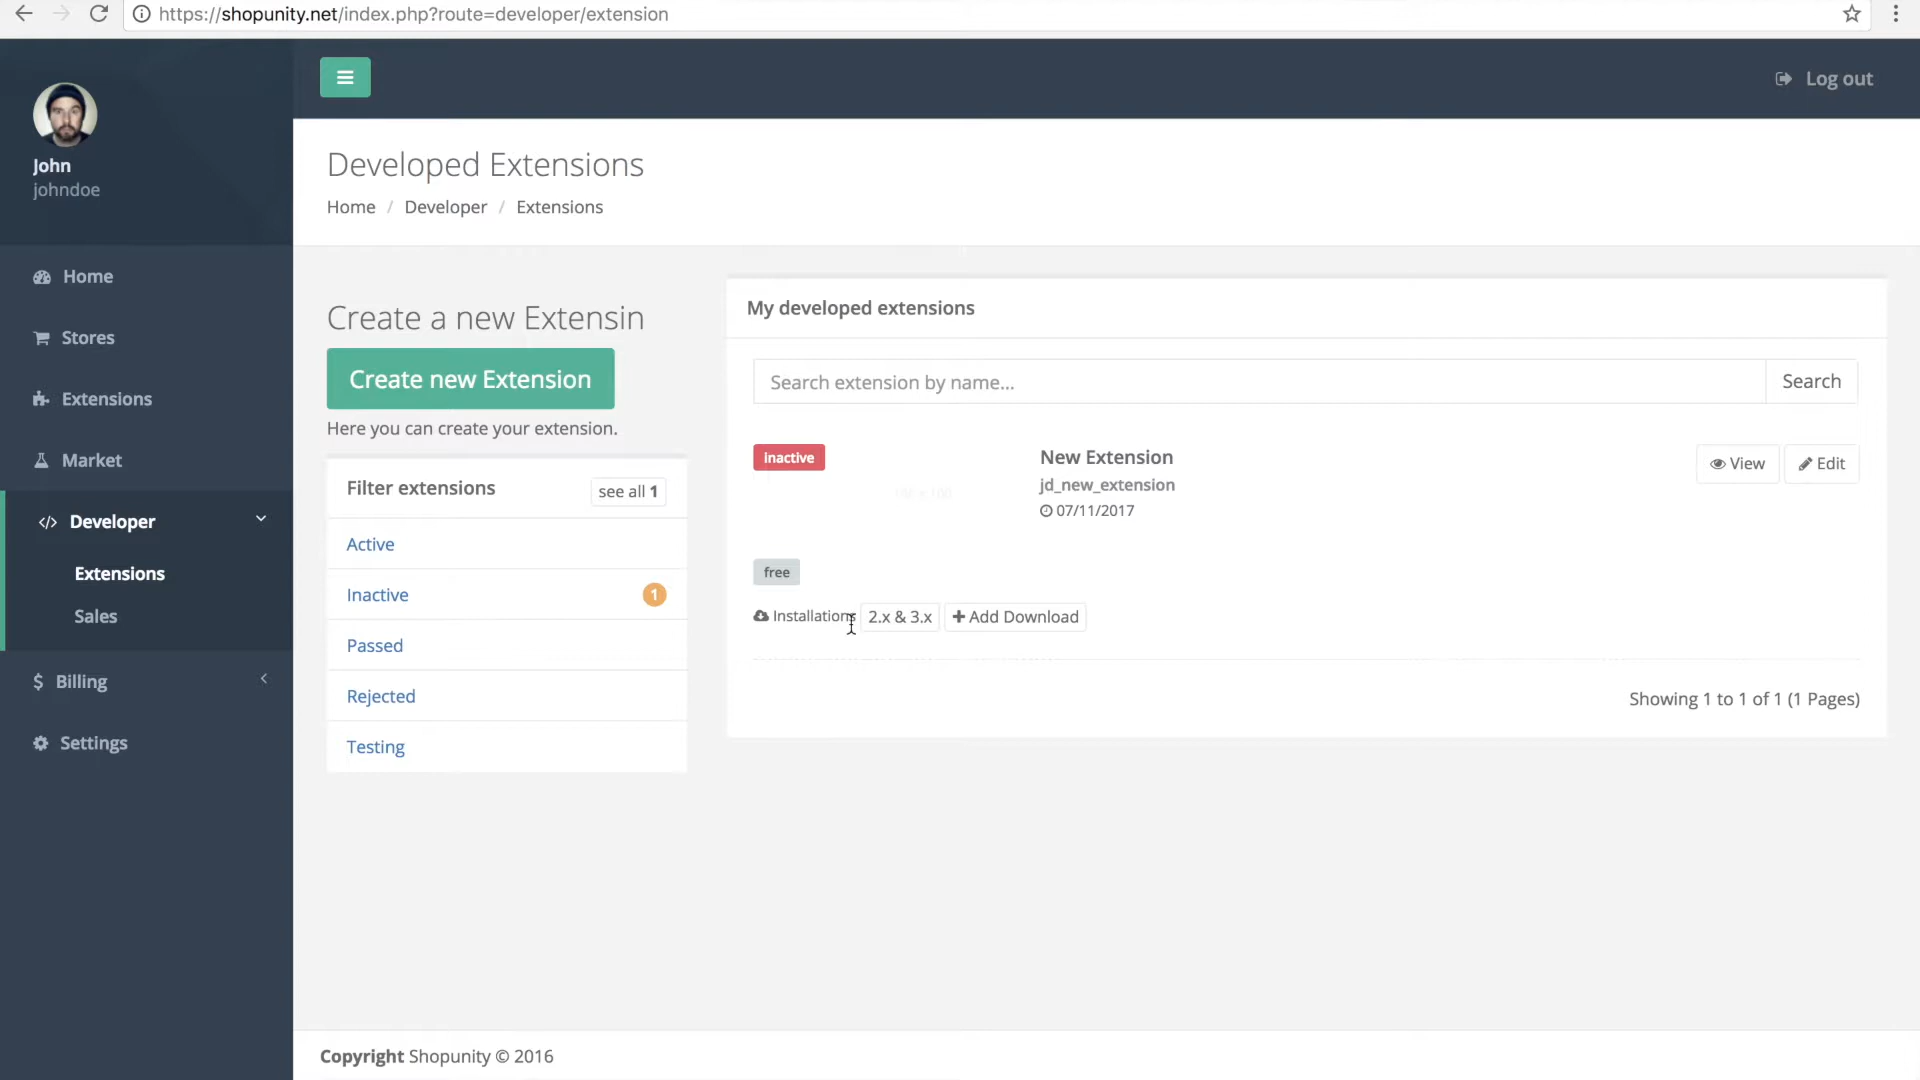 https://shopunity.net/index.php?route=developer/extension
Log out
John
johndoe
Home
Stores
Extensions
Market
Developer
Extensions
Sales
Billing
Settings
Developed Extensions
Home / Developer / Extensions
Create a new Extensin
Create new Extension
Here you can create your extension.
Filter extensions see all 1
Active
Inactive 1
Passed
Rejected
Testing
My developed extensions
Search extension by name... Search
inactive
New Extension
jd_new_extension
07/11/2017
View Edit
free
Installations 2.x & 3.x Add Download
Showing 1 to 1 of 1 (1 Pages)
Copyright Shopunity © 2016